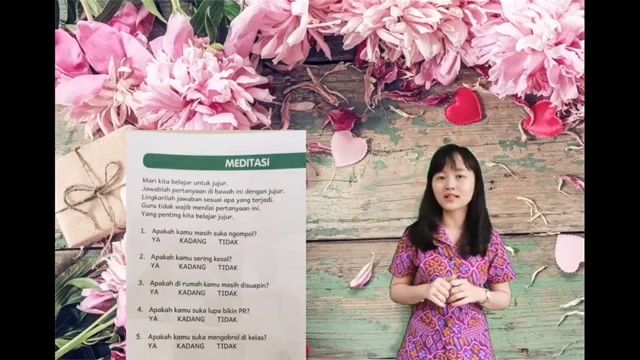 MEDITASI
Mari kita belajar untuk jujur.
Jawablah pertanyaan di bawah ini dengan jujur.
Lingkarilah jawaban sesuai apa yang terjadi.
Guru tidak wajib menilai pertanyaan ini.
Yang penting kita belajar jujur.
1. Apakah kamu masih suka ngompol?
YA KADANG TIDAK
2. Apakah kamu sering kesal?
YA KADANG TIDAK
3. Apakah di rumah kamu masih disuapin?
YA KADANG TIDAK
4. Apakah kamu suka lupa bikin PR?
YA KADANG TIDAK
5. Apakah kamu suka mengobrol di kelas?
YA KADANG TIDAK